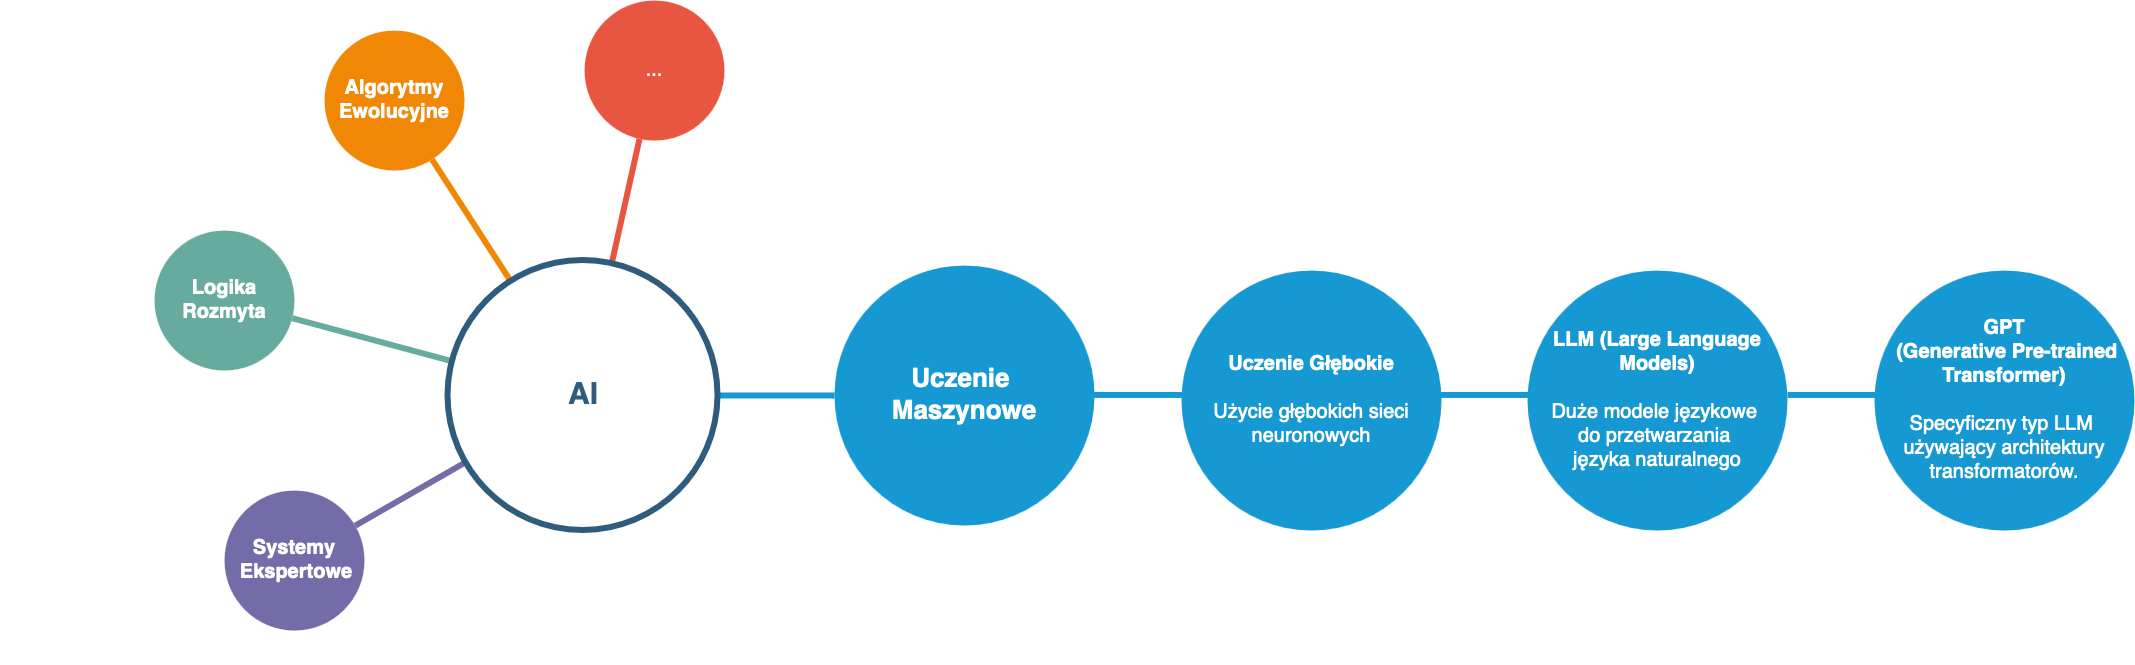 ...
Algorytmy
Ewolucyjne
Logika
Rozmyta
Systemy
Ekspertowe
AI
Uczenie
Maszynowe
Uczenie Głębokie
Użycie głębokich sieci
neuronowych
LLM (Large Language
Models)
Duże modele językowe
do przetwarzania
języka naturalnego
GPT
(Generative Pre-trained
Transformer)
Specyficzny typ LLM
używający architektury
transformatorów.